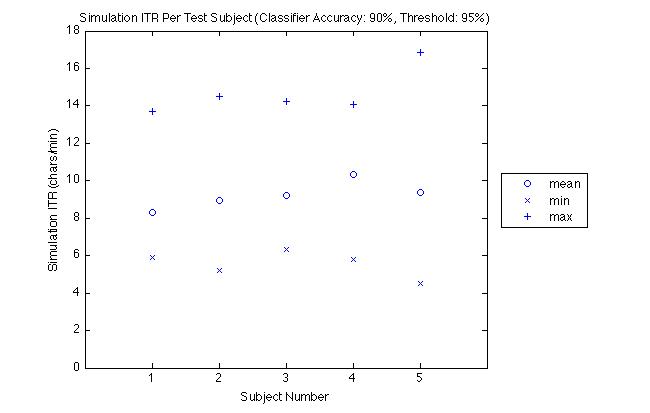 Simulation ITR Per Test Subject (Classifier Accuracy: 90%, Threshold: 95%)
18
16
14
12
10
8
6
4
2
0
Simulation ITR (chars/min)
1 2 3 4 5
Subject Number
mean
min
max